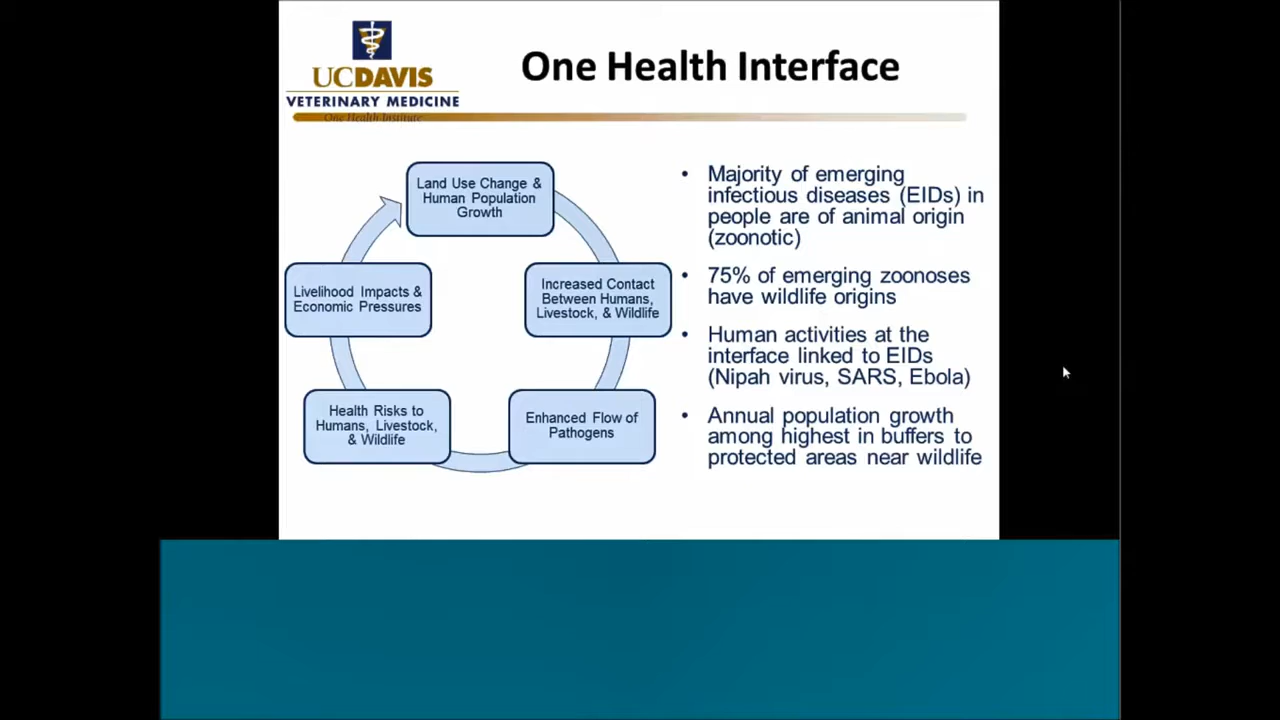 UCDAVIS
VETERINARY MEDICINE
One Health Institute
One Health Interface
Land Use Change &
Human Population
Growth
Increased Contact
Between Humans,
Livestock, & Wildlife
Enhanced Flow of
Pathogens
Health Risks to
Humans, Livestock,
& Wildlife
Livelihood Impacts &
Economic Pressures
• Majority of emerging
infectious diseases (EIDs) in
people are of animal origin
(zoonotic)
• 75% of emerging zoonoses
have wildlife origins
• Human activities at the
interface linked to EIDs
(Nipah virus, SARS, Ebola)
• Annual population growth
among highest in buffers to
protected areas near wildlife